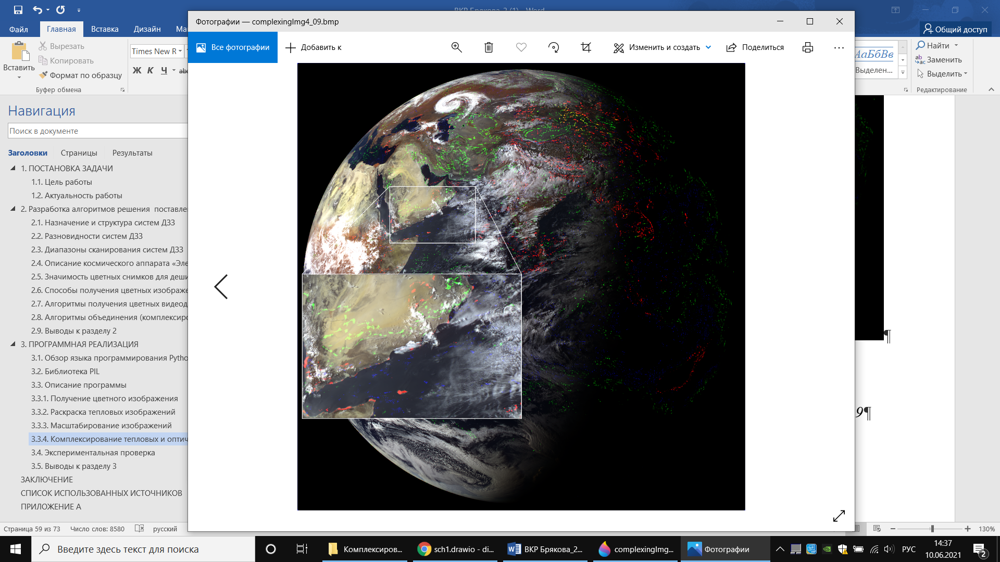 ВКР Брякова_2 (1) - Word
Фотографии — complexingImg4_09.bmp
Файл
Главная
Вставка
Дизайн
Общий доступ
Все фотографии
Добавить к
Изменить и создать
Поделиться
Вставить
Вырезать
Копировать
Формат по образцу
Буфер обмена
Times New R
Ж К Ч abc
АаБбВв
Выделен...
Найти
Заменить
Выделить
Редактирование
Навигация
Поиск в документе
Заголовки Страницы Результаты
1. ПОСТАНОВКА ЗАДАЧИ
1.1. Цель работы
1.2. Актуальность работы
2. Разработка алгоритмов решения поставле
2.1. Назначение и структура систем ДЗЗ
2.2. Разновидности систем ДЗЗ
2.3. Диапазоны сканирования систем ДЗЗ
2.4. Описание космического аппарата «Эле
2.5. Значимость цветных снимков для деши
2.6. Способы получения цветных изображе
2.7. Алгоритмы получения цветных видеод
2.8. Алгоритмы объединения (комплексиро
2.9. Выводы к разделу 2
3. ПРОГРАММНАЯ РЕАЛИЗАЦИЯ
3.1. Обзор языка программирования Pytho
3.2. Библиотека PIL
3.3. Описание программы
3.3.1. Получение цветного изображения
3.3.2. Раскраска тепловых изображений
3.3.3. Масштабирование изображений
3.3.4. Комплексирование тепловых и оптич
3.4. Экспериментальная проверка
3.5. Выводы к разделу 3
ЗАКЛЮЧЕНИЕ
СПИСОК ИСПОЛЬЗОВАННЫХ ИСТОЧНИКОВ
ПРИЛОЖЕНИЕ А
¶
9¶
Страница 59 из 73 Число слов: 8580 русский
130%
Введите здесь текст для поиска
Комплексиров...
sch1.drawio - di...
ВКР Брякова_2...
complexingImg...
Фотографии
РУС
14:37
10.06.2021
2